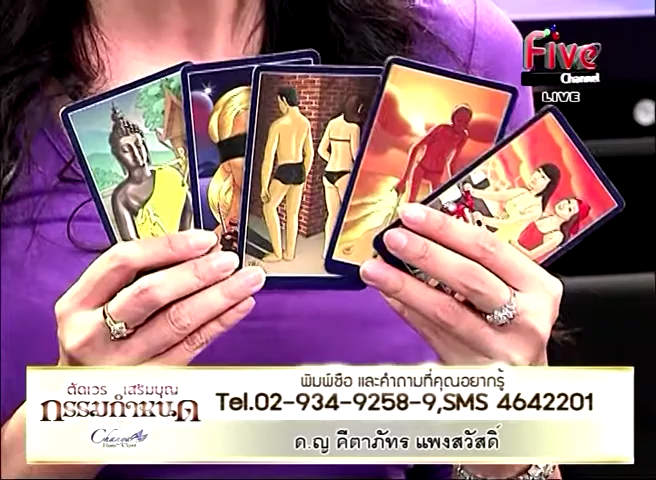 Five
Channel
LIVE
ตัดเวร เสริมบุญ
กรรมกำหนด
พิมพ์ชื่อ และคำถามที่คุณอยากรู้
Tel.02-934-9258-9,SMS 4642201
ด.ญ คีตาภัทร แพงสวัสดิ์